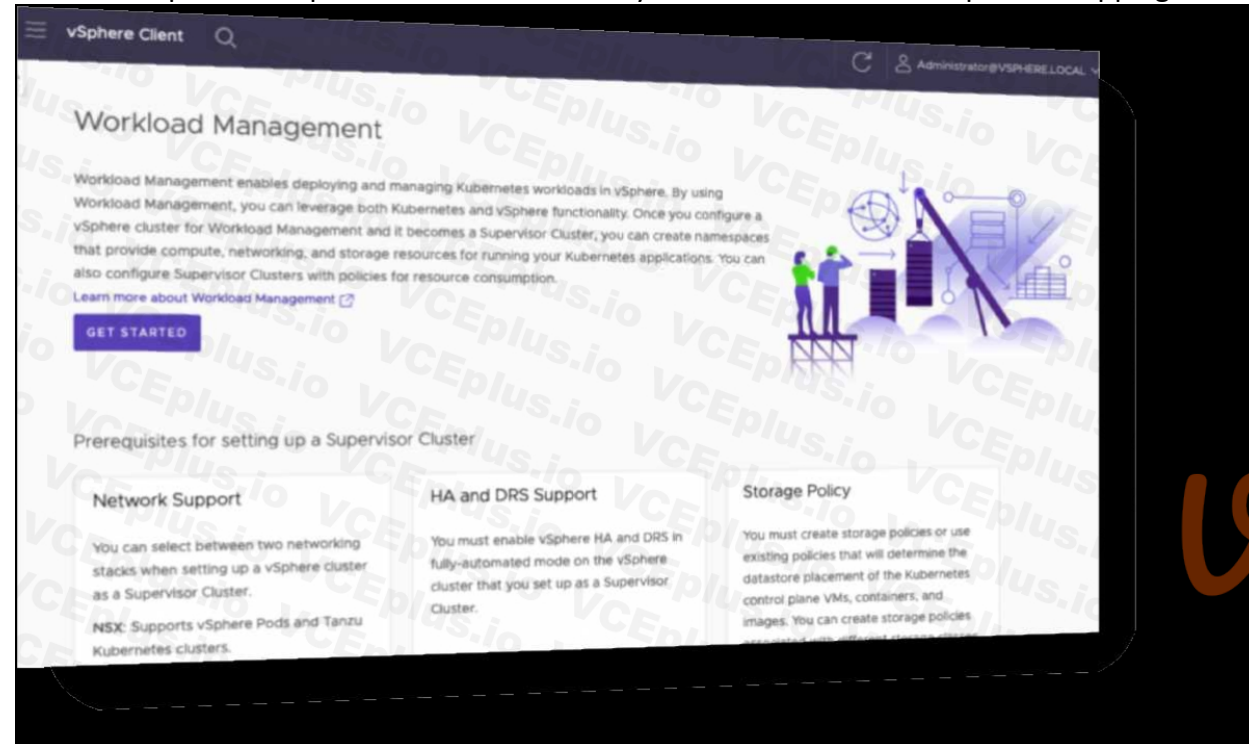 vSphere Client
Administrator@VSPHERE.LOCAL
Workload Management
Workload Management enables deploying and managing Kubernetes workloads in vSphere. By using
Workload Management, you can leverage both Kubernetes and vSphere functionality. Once you configure a
vSphere cluster for Workload Management and it becomes a Supervisor Cluster, you can create namespaces
that provide compute, networking, and storage resources for running your Kubernetes applications. You can
also configure Supervisor Clusters with policies for resource consumption.
Learn more about Workload Management
GET STARTED
Prerequisites for setting up a Supervisor Cluster
Network Support
You can select between two networking
stacks when setting up a vSphere cluster
as a Supervisor Cluster.
NSX: Supports vSphere Pods and Tanzu
Kubernetes clusters.
HA and DRS Support
You must enable vSphere HA and DRS in
fully-automated mode on the vSphere
cluster that you set up as a Supervisor
Cluster.
Storage Policy
You must create storage policies or use
existing policies that will determine the
datastore placement of the Kubernetes
control plane VMs, containers, and
images. You can create storage policies
VCEplus.io